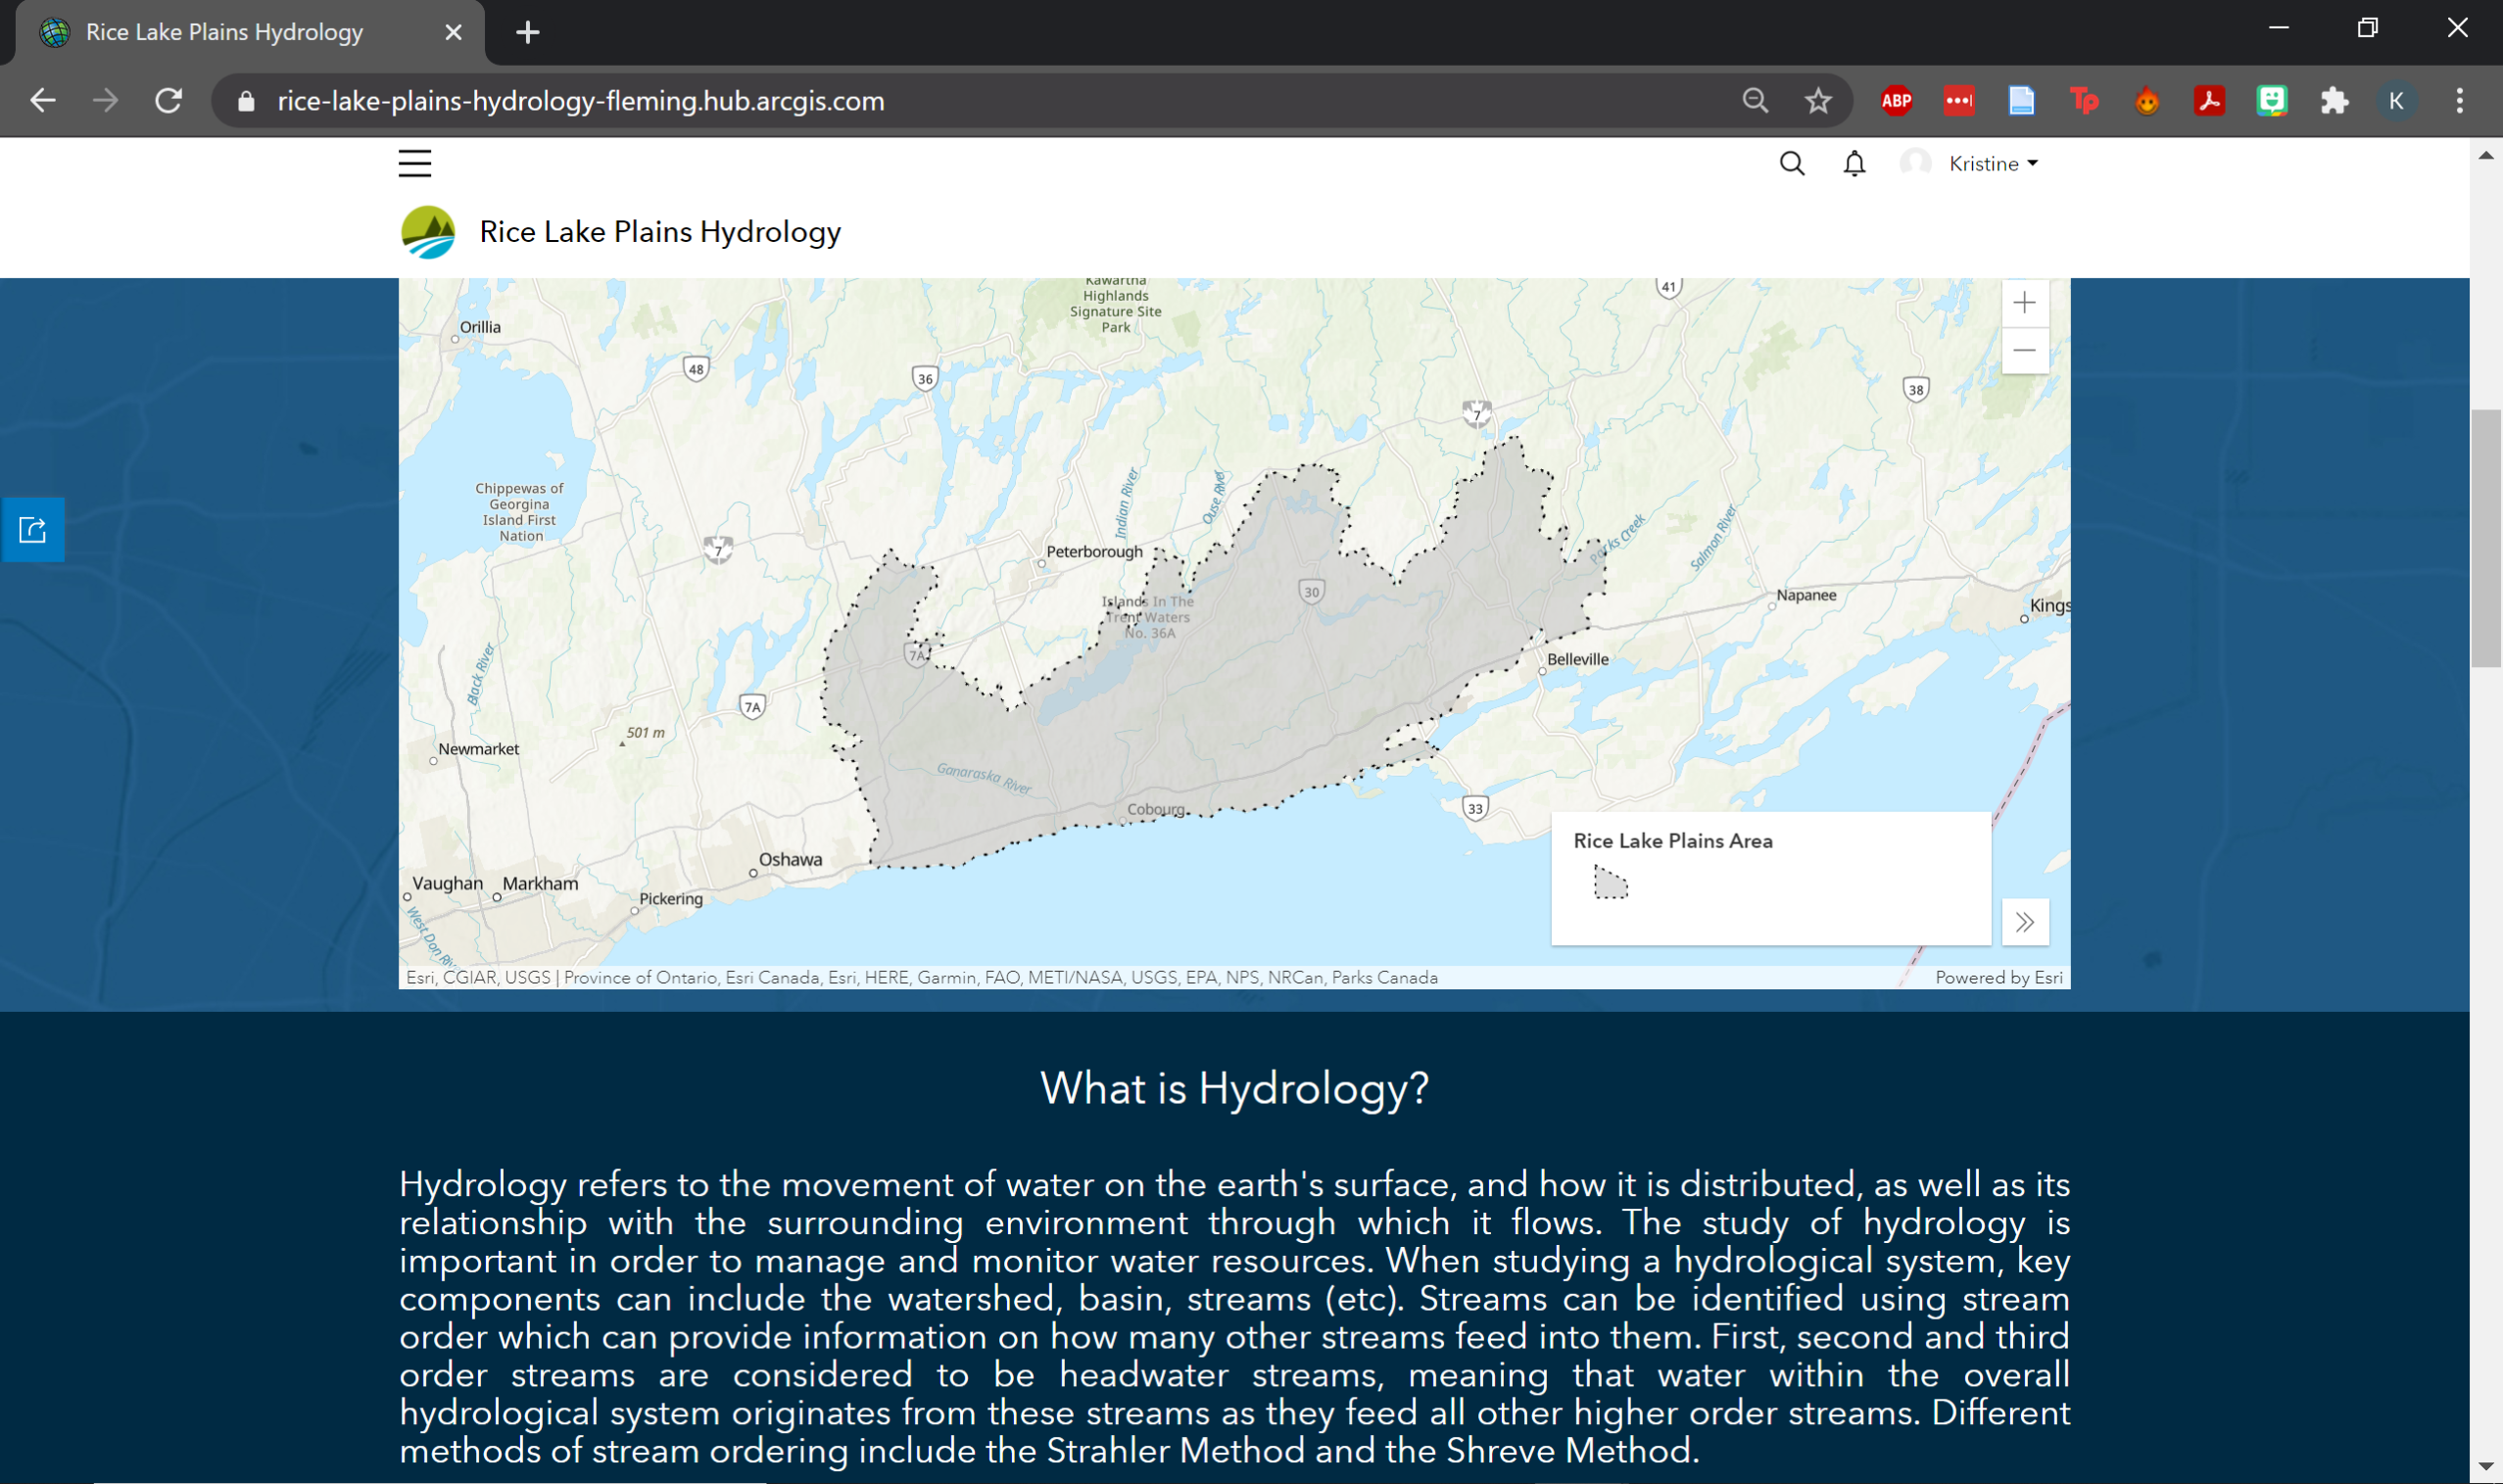 Rice Lake Plains Hydrology
rice-lake-plains-hydrology-fleming.hub.arcgis.com
ABP
Tp
K
Kristine
Rice Lake Plains Hydrology
Kawartha
Highlands
Signature Site
Park
41
Orillia
48
36
38
7
Chippewas of
Georgina
Island First
Nation
Indian River
Ouse River
Parks Creek
Salmon River
7
Peterborough
30
Islands In The
Trent Waters
No. 36A
Napanee
Kings
7A
Belleville
Black River
7A
501 m
Newmarket
Ganaraska River
Cobourg
33
Rice Lake Plains Area
Oshawa
Vaughan
Markham
Pickering
West Don Riv
Esri, CGIAR, USGS | Province of Ontario, Esri Canada, Esri, HERE, Garmin, FAO, METI/NASA, USGS, EPA, NPS, NRCan, Parks Canada
Powered by Esri
What is Hydrology?
Hydrology refers to the movement of water on the earth's surface, and how it is distributed, as well as its
relationship with the surrounding environment through which it flows. The study of hydrology is
important in order to manage and monitor water resources. When studying a hydrological system, key
components can include the watershed, basin, streams (etc). Streams can be identified using stream
order which can provide information on how many other streams feed into them. First, second and third
order streams are considered to be headwater streams, meaning that water within the overall
hydrological system originates from these streams as they feed all other higher order streams. Different
methods of stream ordering include the Strahler Method and the Shreve Method.